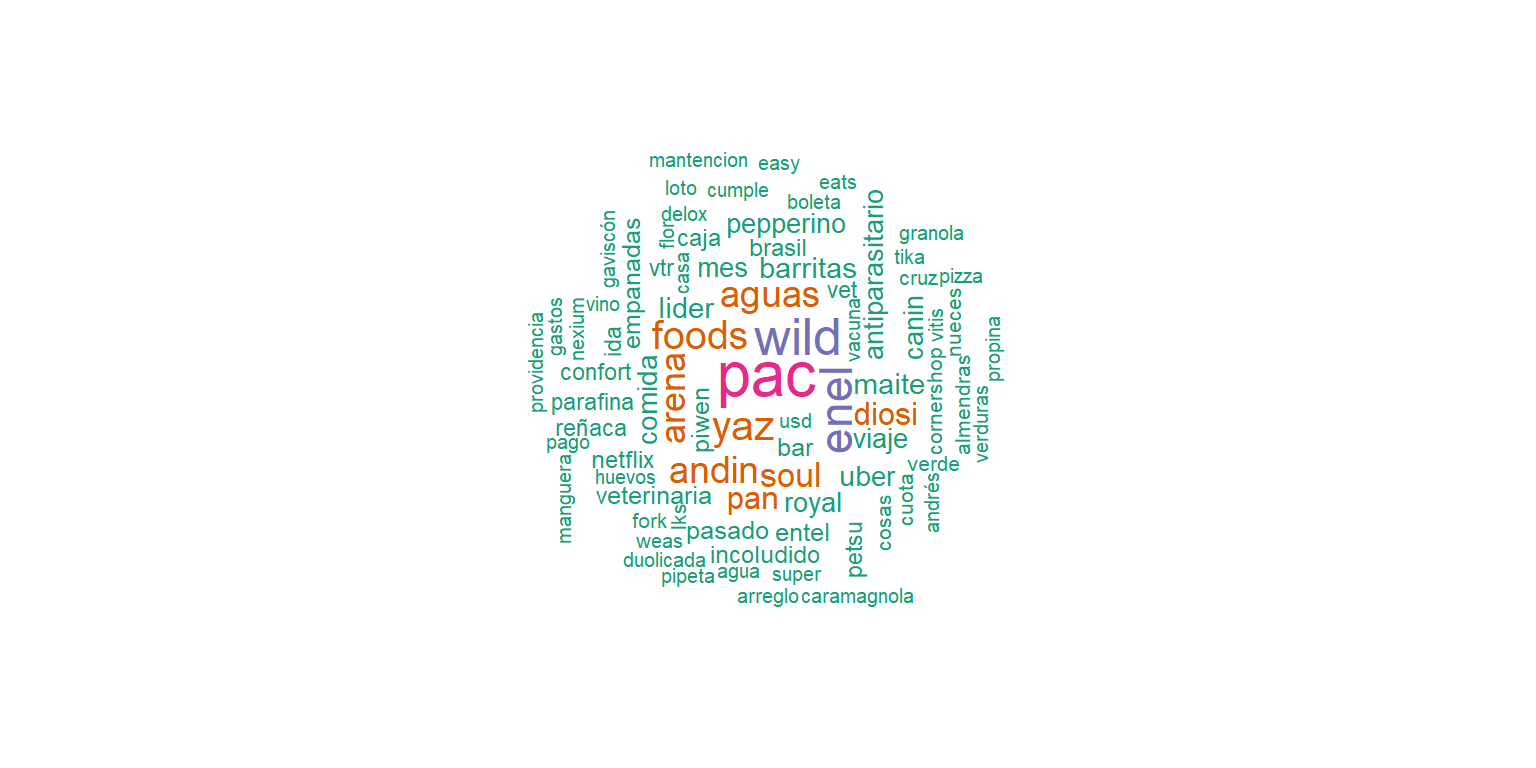 mantencion
easy
loto
cumple
eats
boleta
delox
flor
gaviscón
empanadas
caja
pepperino
antiparasitario
granola
brasil
tika
vtr
casa
mes
barritas
cruz
pizza
vino
aguas
vet
lider
vacuna
canin
vitis
nueces
providencia
gastos
nexium
ida
foods
wild
propina
confort
comida
arena
pac
enel
maite
cornershop
almendras
verduras
parafina
piwen
yaz
usd
diosi
reñaca
pago
bar
viaje
netflix
huevos
andin
soul
uber
verde
manguera
veterinaria
pan
royal
cuota
andrés
fork
lks
cosas
weas
pasado
entel
petsu
duolicada
incoludido
pipeta
agua
super
arreglo
caramagnola